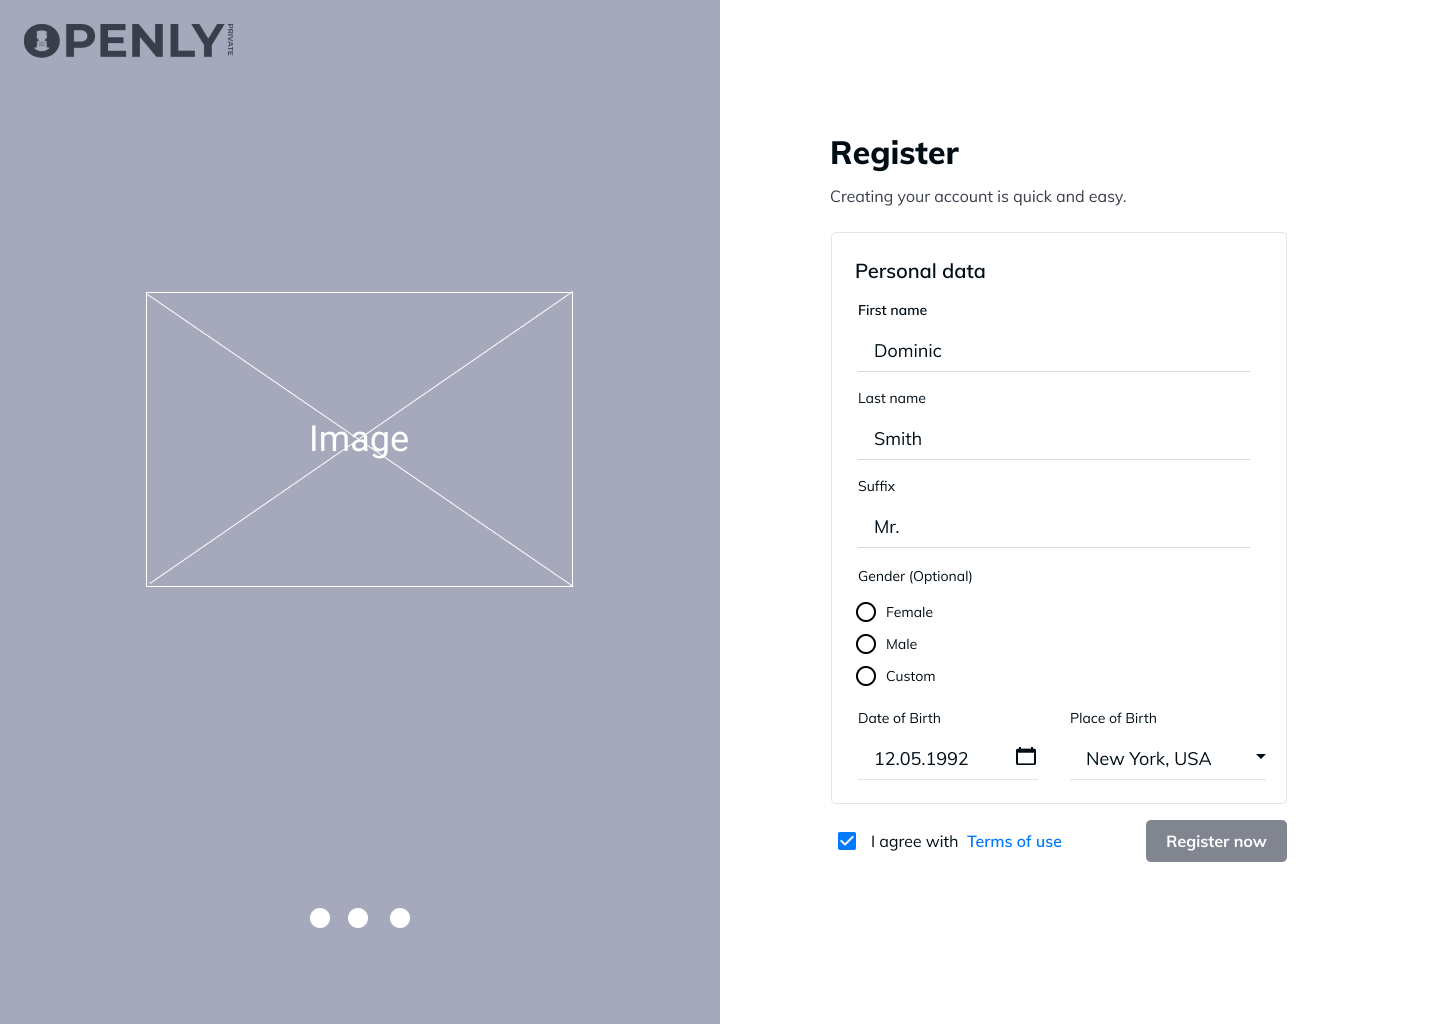 OPENLY
PRIVATE
Image
Register
Creating your account is quick and easy.
Personal data
First name
Dominic
Last name
Smith
Suffix
Mr.
Gender (Optional)
Female
Male
Custom
Date of Birth
Place of Birth
12.05.1992
New York, USA
I agree with Terms of use
Register now